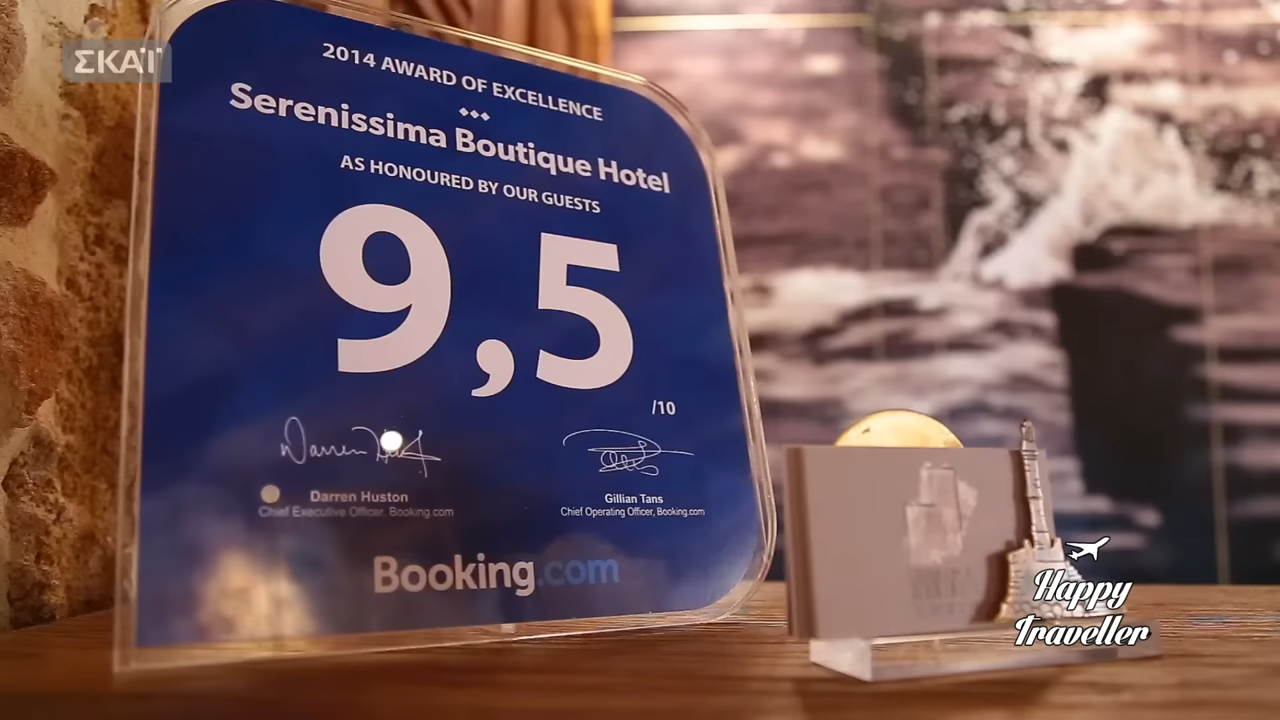 ΣΚΑΪ
2014 AWARD OF EXCELLENCE
Serenissima Boutique Hotel
AS HONOURED BY OUR GUESTS
9,5
/10
Darren Huston
Gillian Tans
Chief Executive Officer, Booking.com
Chief Operating Officer, Booking.com
Booking.com
Happy
Traveller